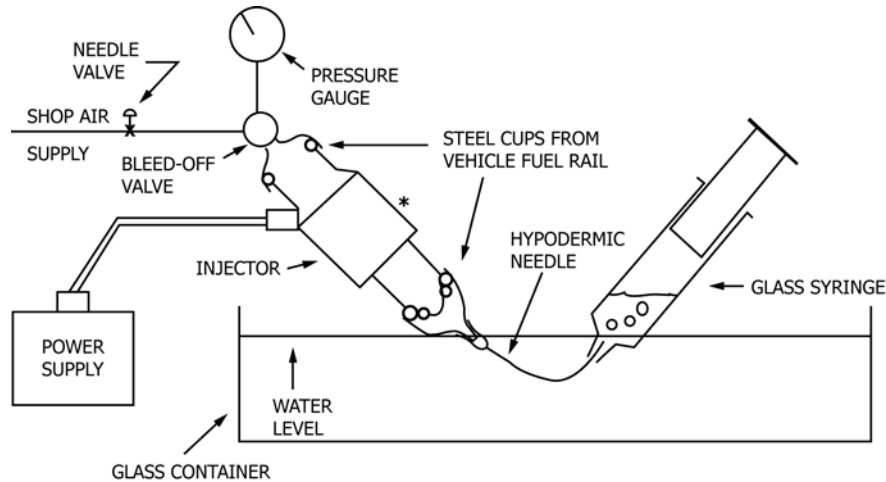 NEEDLE
VALVE
PRESSURE
GAUGE
SHOP AIR
SUPPLY
BLEED-OFF
VALVE
STEEL CUPS FROM
VEHICLE FUEL RAIL
*
HYPODERMIC
NEEDLE
INJECTOR
GLASS SYRINGE
POWER
SUPPLY
WATER
LEVEL
GLASS CONTAINER